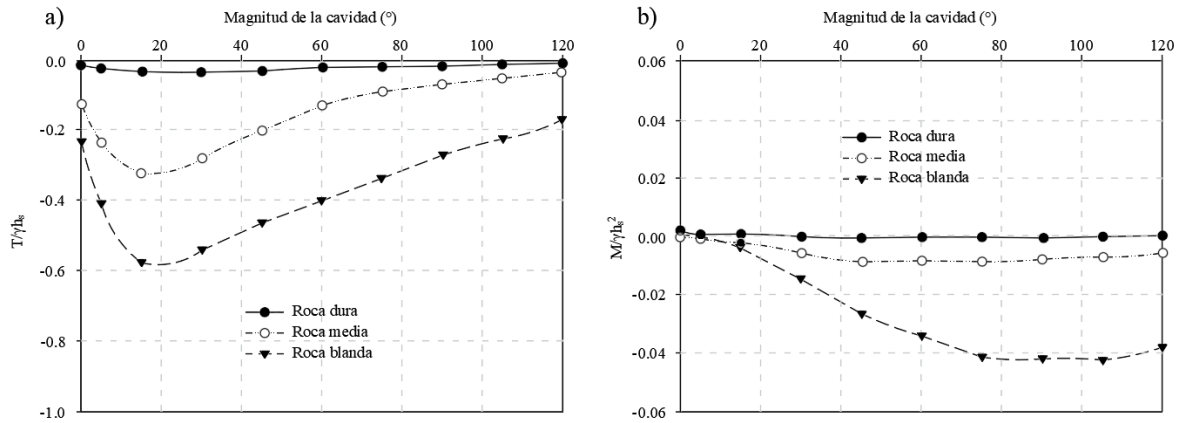 a)
Magnitud de la cavidad (°)
0 20 40 60 80 100 120
0.0
-0.2
-0.4
-0.6
-0.8
-1.0
T/γhₛ
Roca dura
Roca media
Roca blanda
b)
Magnitud de la cavidad (°)
0 20 40 60 80 100 120
0.06
0.04
0.02
0.00
-0.02
-0.04
-0.06
M/γhₛ²
Roca dura
Roca media
Roca blanda